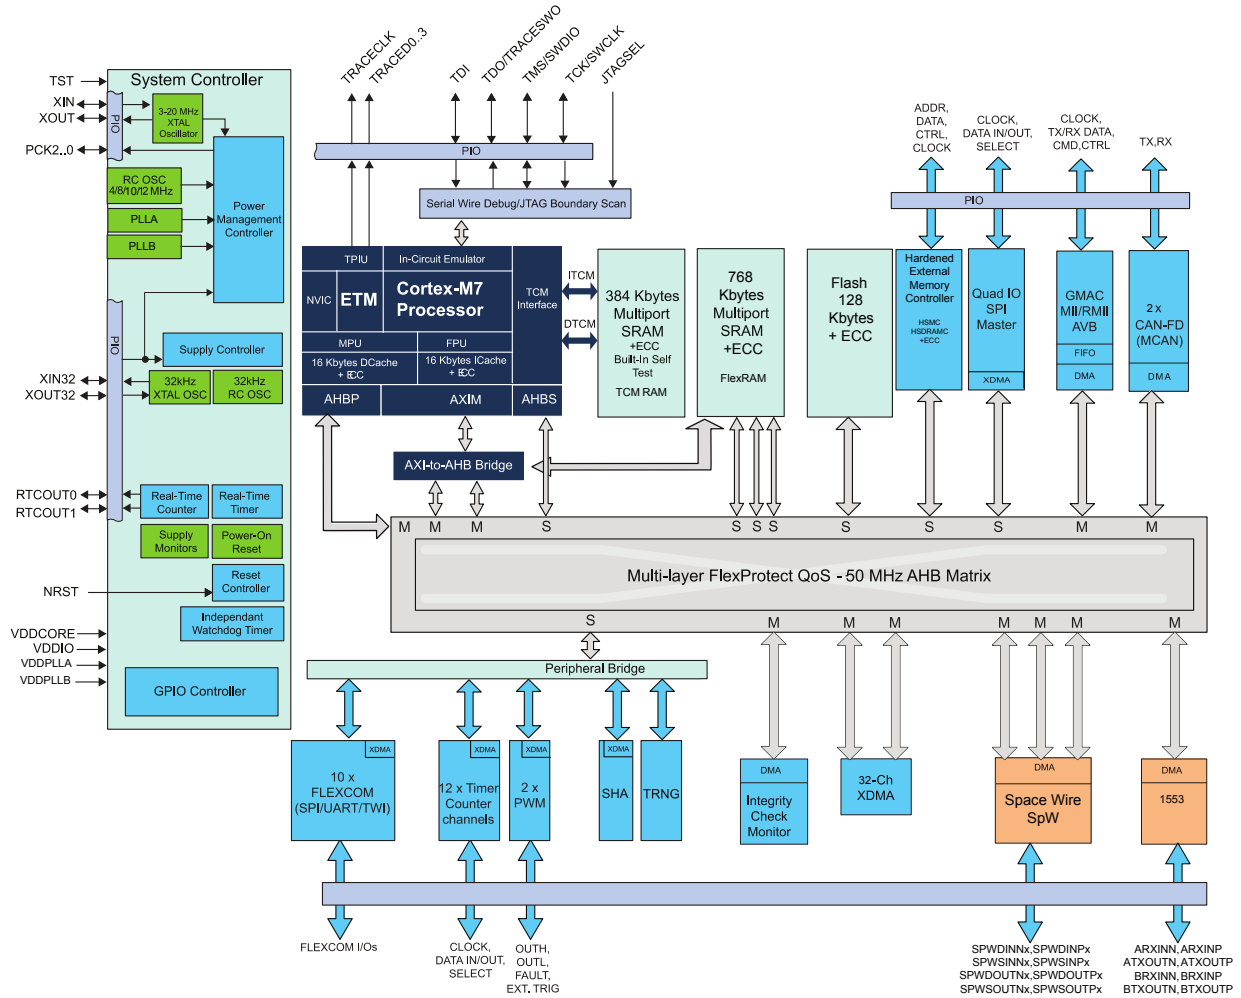 TRACECLK
TRACED0..3
TDI
TDO/TRACESWO
TMS/SWDIO
TCK/SWCLK
JTAGSEL
System Controller
TST
XIN
XOUT
PCK2..0
PIO
3-20 MHz
XTAL
Oscillator
RC OSC
4/8/10/12 MHz
PLLA
PLLB
Power
Management
Controller
PIO
Supply Controller
XIN32
XOUT32
32kHz
XTAL OSC
32kHz
RC OSC
RTCOUT0
RTCOUT1
Real-Time
Counter
Real-Time
Timer
Supply
Monitors
Power-On
Reset
NRST
Reset
Controller
Independant
Watchdog Timer
VDDCORE
VDDIO
VDDPLLA
VDDPLLB
GPIO Controller
PIO
Serial Wire Debug/JTAG Boundary Scan
TPIU
In-Circuit Emulator
NVIC
ETM
Cortex-M7
Processor
TCM
Interface
MPU
FPU
16 Kbytes DCache
+ ECC
16 Kbytes ICache
+ ECC
AHBP
AXIM
AHBS
ITCM
DTCM
AXI-to-AHB Bridge
384 Kbytes
Multiport
SRAM
+ECC
Built-In Self
Test
TCM RAM
768
Kbytes
Multiport
SRAM
+ECC
FlexRAM
Flash
128
Kbytes
+ ECC
ADDR,
DATA,
CTRL,
CLOCK
CLOCK,
DATA IN/OUT,
SELECT
CLOCK,
TX/RX DATA,
CMD,CTRL
TX,RX
PIO
Hardened
External
Memory
Controller
HSMC
HSDRAMC
+ECC
Quad IO
SPI
Master
XDMA
GMAC
MII/RMII
AVB
FIFO
DMA
2 x
CAN-FD
(MCAN)
DMA
M M M S S S S S S S M M
Multi-layer FlexProtect QoS - 50 MHz AHB Matrix
S M M M M M M M
Peripheral Bridge
XDMA
10 x
FLEXCOM
(SPI/UART/TWI)
XDMA
12 x Timer
Counter
channels
XDMA
2 x
PWM
XDMA
SHA
TRNG
DMA
Integrity
Check
Monitor
32-Ch
XDMA
DMA
Space Wire
SpW
DMA
1553
FLEXCOM I/Os
CLOCK,
DATA IN/OUT,
SELECT
OUTH,
OUTL,
FAULT,
EXT. TRIG
SPWDINNx,SPWDINPx
SPWSINNx,SPWSINPx
SPWDOUTNx,SPWDOUTPx
SPWSOUTNx,SPWSOUTPx
ARXINN, ARXINP
ATXOUTN, ATXOUTP
BRXINN, BRXINP
BTXOUTN, BTXOUTP